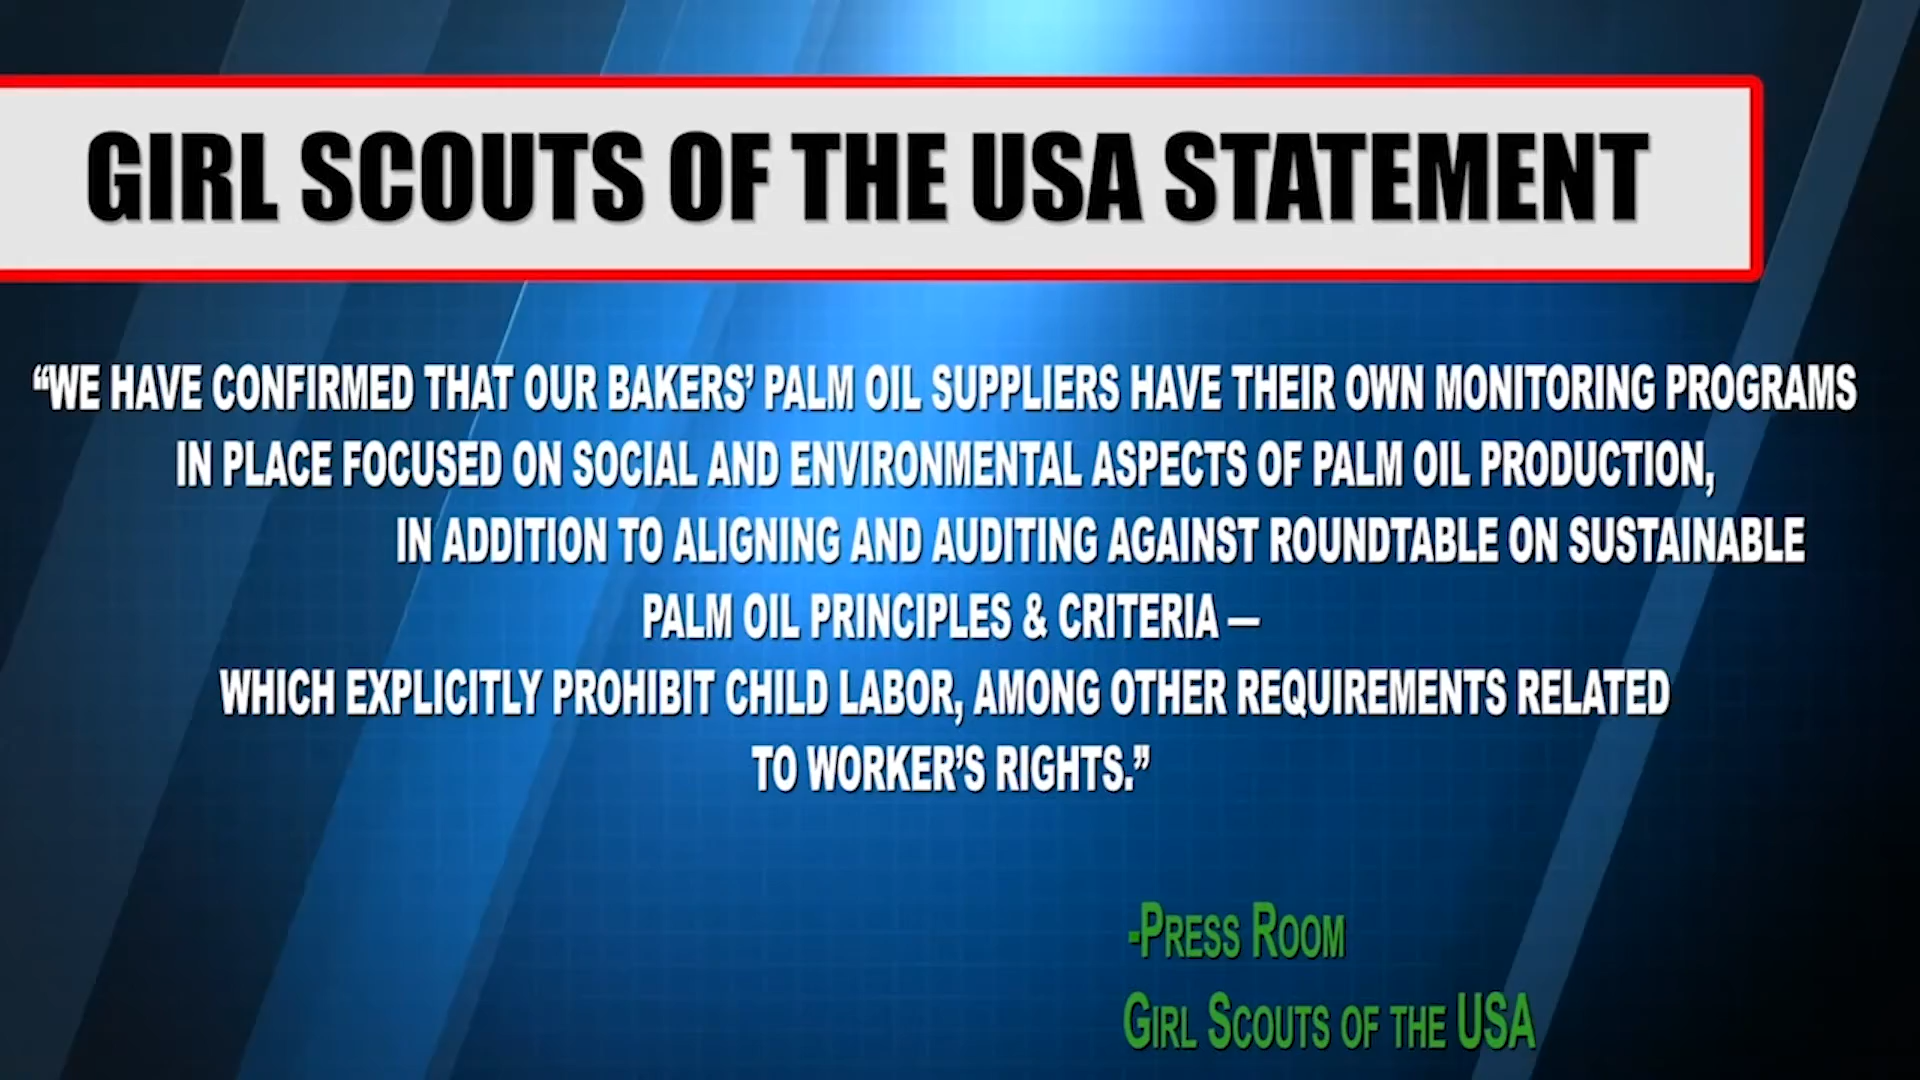 GIRL SCOUTS OF THE USA STATEMENT
“WE HAVE CONFIRMED THAT OUR BAKERS’ PALM OIL SUPPLIERS HAVE THEIR OWN MONITORING PROGRAMS
IN PLACE FOCUSED ON SOCIAL AND ENVIRONMENTAL ASPECTS OF PALM OIL PRODUCTION,
IN ADDITION TO ALIGNING AND AUDITING AGAINST ROUNDTABLE ON SUSTAINABLE
PALM OIL PRINCIPLES & CRITERIA —
WHICH EXPLICITLY PROHIBIT CHILD LABOR, AMONG OTHER REQUIREMENTS RELATED
TO WORKER’S RIGHTS.”
-PRESS ROOM
GIRL SCOUTS OF THE USA